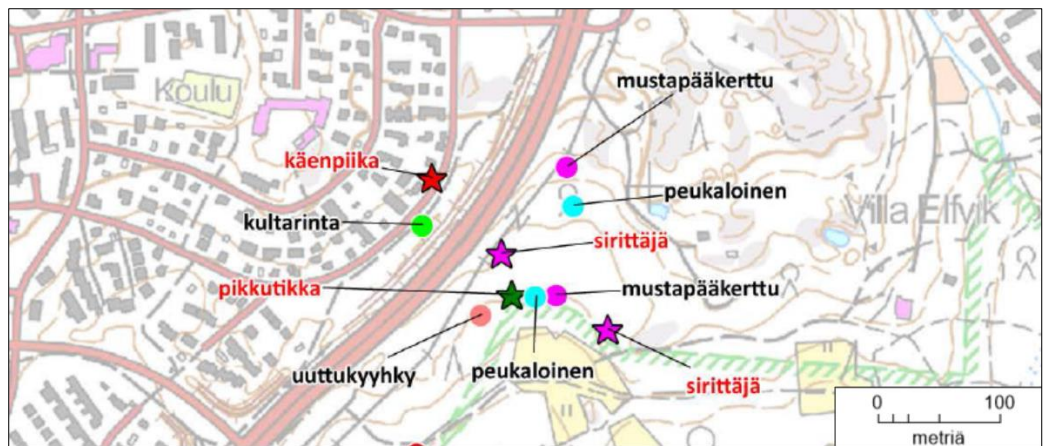 mustapääkerttu
Koulu
käenpiika
peukaloinen
Villa Elfvik
kultarinta
sirittäjä
pikkutikka
mustapääkerttu
uuttukyyhky
peukaloinen
sirittäjä
0 100
metriä